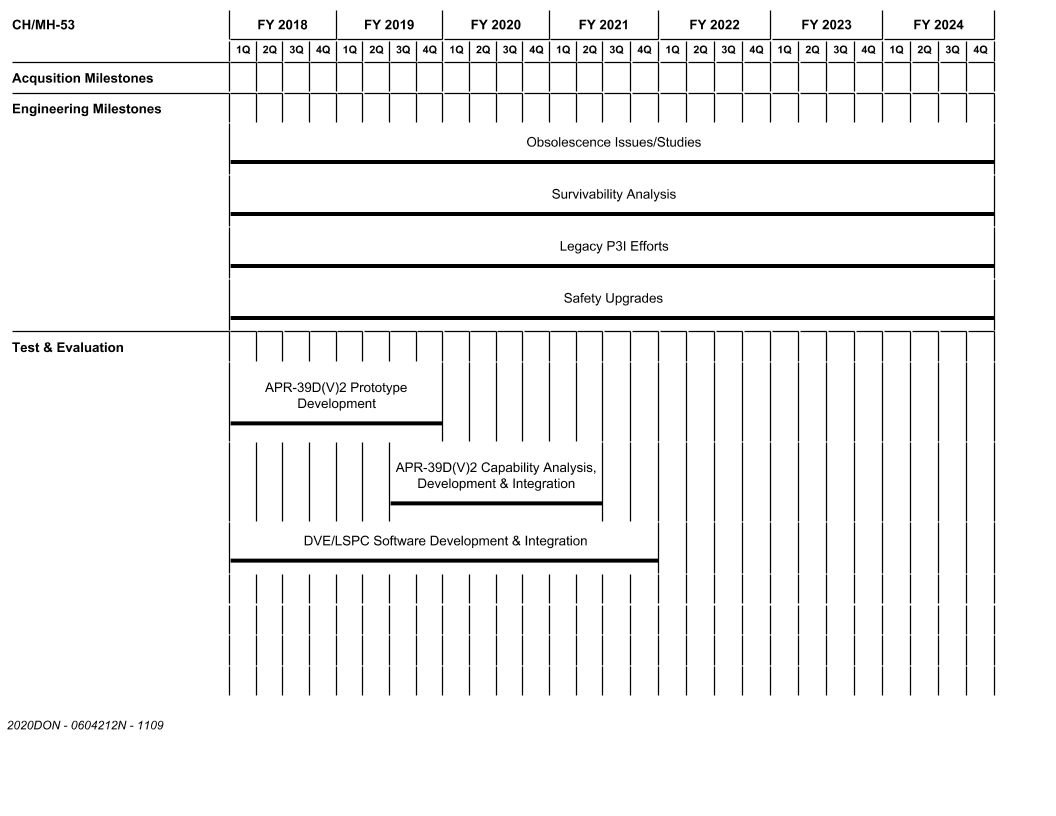 CH/MH-53 FY 2018 FY 2019 FY 2020 FY 2021 FY 2022 FY 2023 FY 2024
1Q 2Q 3Q 4Q 1Q 2Q 3Q 4Q 1Q 2Q 3Q 4Q 1Q 2Q 3Q 4Q 1Q 2Q 3Q 4Q 1Q 2Q 3Q 4Q 1Q 2Q 3Q 4Q
Acqusition Milestones
Engineering Milestones
Obsolescence Issues/Studies
Survivability Analysis
Legacy P3I Efforts
Safety Upgrades
Test & Evaluation
APR-39D(V)2 Prototype
Development
APR-39D(V)2 Capability Analysis,
Development & Integration
DVE/LSPC Software Development & Integration
2020DON - 0604212N - 1109